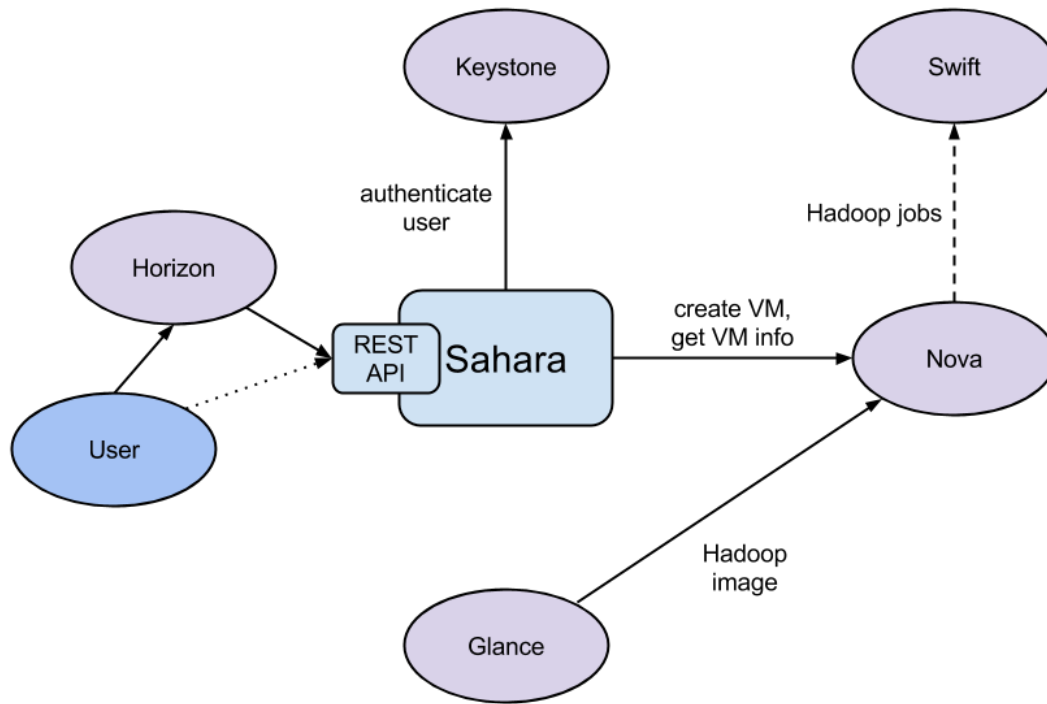 Keystone
Swift
authenticate
user
Hadoop jobs
Horizon
create VM,
get VM info
REST
API
Sahara
Nova
User
Hadoop
image
Glance